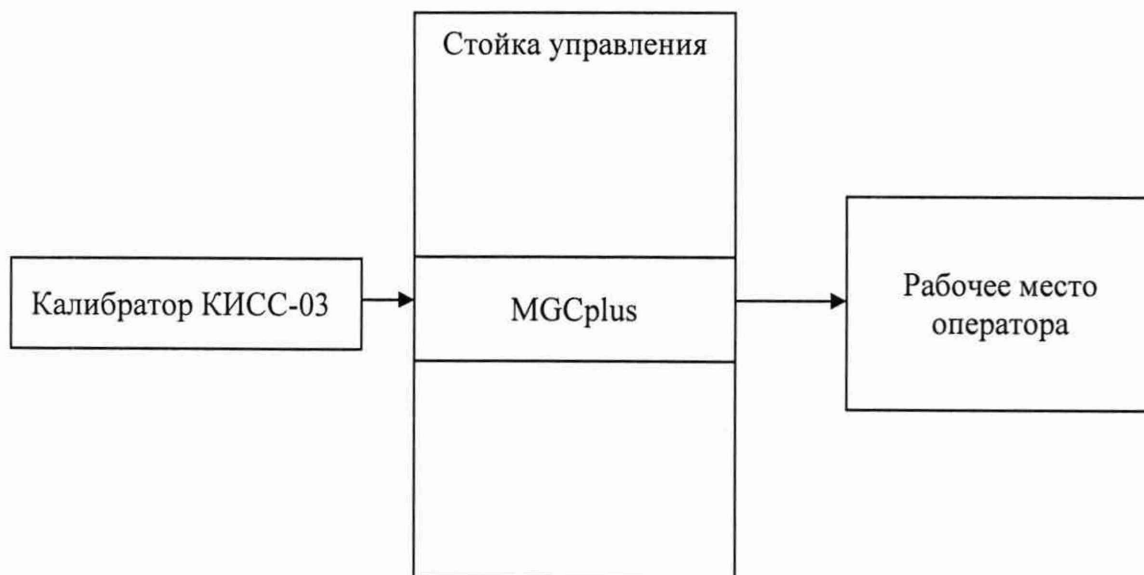 Стойка управления
Калибратор КИСС-03
MGCplus
Рабочее место
оператора